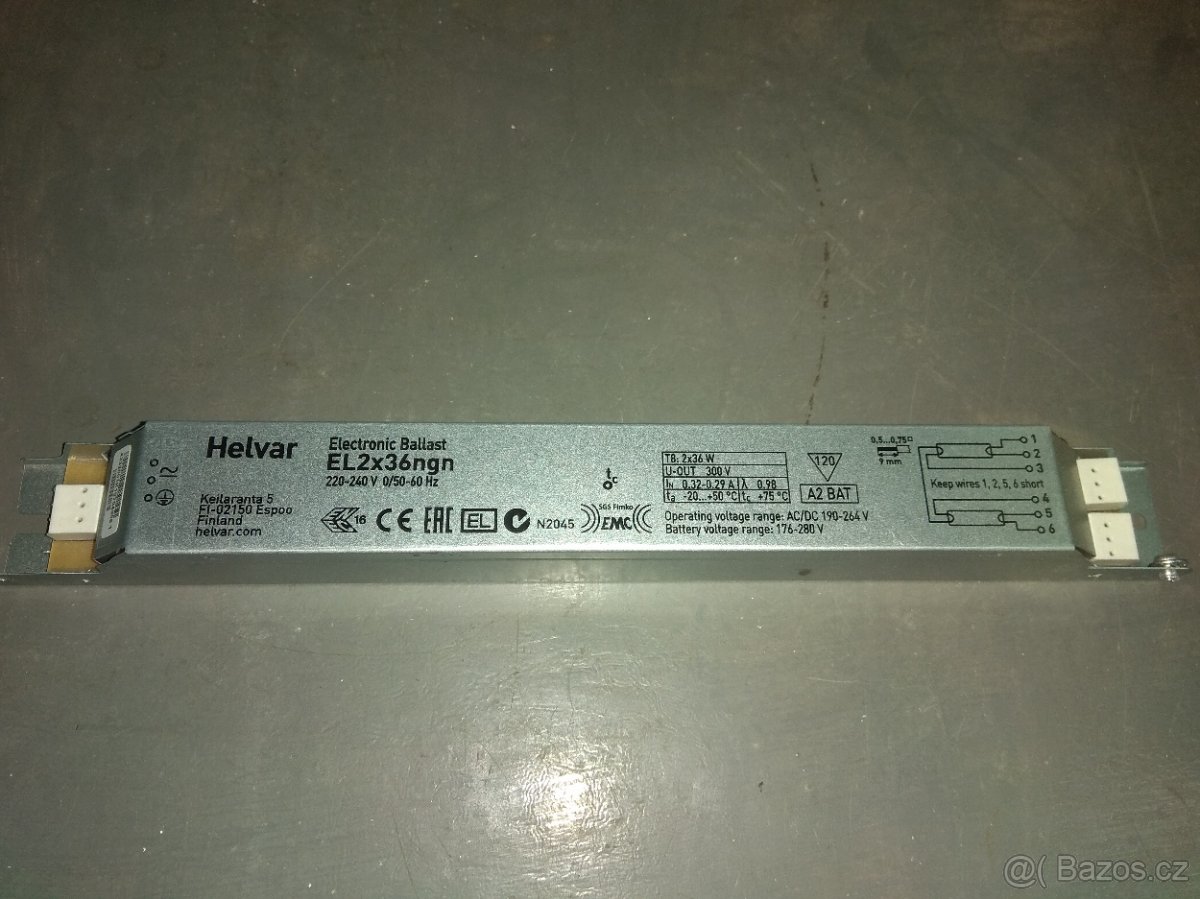 Helvar
Electronic Ballast
EL2x36ngn
220-240 V 0/50-60 Hz
Keilaranta 5
FI-02150 Espoo
Finland
helvar.com
16
CE
EAC
EL
N2045
SGS Fimko
EMC
tc
T8: 2x36 W
U-OUT 300 V
IN 0.32-0.29 A λ 0.98
ta -20...+50 °C tc +75 °C
120
A2 BAT
Operating voltage range: AC/DC 190-264 V
Battery voltage range: 176-280 V
0,5...0,75□
9 mm
1
2
3
Keep wires 1, 2, 5, 6 short
4
5
6
@( Bazos.cz